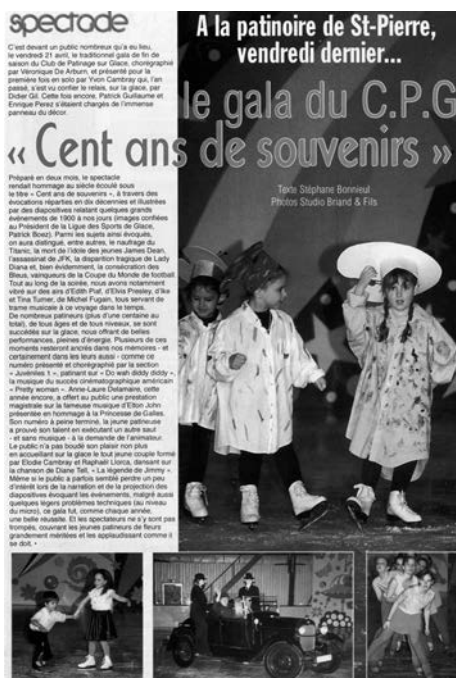 spectacle
A la patinoire de St-Pierre,
vendredi dernier...
le gala du C.P.G
« Cent ans de souvenirs »
Texte Stéphane Bonnieul
Photos Studio Briand & Fils
C'est devant un public nombreux qu'a eu lieu,
le vendredi 21 avril, le traditionnel gala de fin de
saison du Club de Patinage sur Glace, chorégraphié
par Véronique De Arburn, et présenté pour la
première fois en solo par Yvon Cambray qui, l'an
passé, s'est vu confier le relais, sur la glace, par
Didier Gil. Cette fois encore, Patrick Guillaume et
Enrique Perez s'étaient chargés de l'immense
panneau du décor.
Préparé en deux mois, le spectacle
rendait hommage au siècle écoulé sous
le titre « Cent ans de souvenirs », à travers des
évocations réparties en dix décennies et illustrées
par des diapositives relatant quelques grands
événements de 1900 à nos jours (images confiées
au Président de la Ligue des Sports de Glace,
Patrick Boez). Parmi les sujets ainsi évoqués,
on aura distingué, entre autres, le naufrage du
Titanic, la mort de l'idole des jeunes James Dean,
l'assassinat de JFK, la disparition tragique de Lady
Diana et, bien évidemment, la consécration des
Bleus, vainqueurs de la Coupe du Monde de football.
Tout au long de la soirée, nous avons notamment
vibré sur des airs d'Edith Piaf, d'Elvis Presley, d'Ike
et Tina Turner, de Michel Fugain, tous servant de
trame musicale à ce voyage dans le temps.
De nombreux patineurs (plus d'une centaine au
total), de tous âges et de tous niveaux, se sont
succédés sur la glace, nous offrant de belles
performances, pleines d'énergie. Plusieurs de ces
moments resteront ancrés dans nos mémoires - et
certainement dans les leurs aussi - comme ce
numéro présenté et chorégraphié par la section
« Juvéniles 1 », patinant sur « Do wah diddy diddy »,
la musique du succès cinématographique américain
« Pretty woman ». Anne-Laure Delamaire, cette
année encore, a offert au public une prestation
magistrale sur la fameuse musique d'Elton John
présentée en hommage à la Princesse de Galles.
Son numéro à peine terminé, la jeune patineuse
a prouvé son talent en exécutant un autre saut
- et sans musique - à la demande de l'animateur.
Le public n'a pas boudé son plaisir non plus
en accueillant sur la glace le tout jeune couple formé
par Elodie Cambray et Raphaël Llorca, dansant sur
la chanson de Diane Tell, « La légende de Jimmy ».
Même si le public a parfois semblé perdre un peu
d'intérêt lors de la narration et de la projection des
diapositives évoquant les événements, malgré aussi
quelques légers problèmes techniques (au niveau
du micro), ce gala fut, comme chaque année,
une belle réussite. Et les spectateurs ne s'y sont pas
trompés, couvrant les jeunes patineurs de fleurs
grandement méritées et les applaudissant comme il
se doit. •